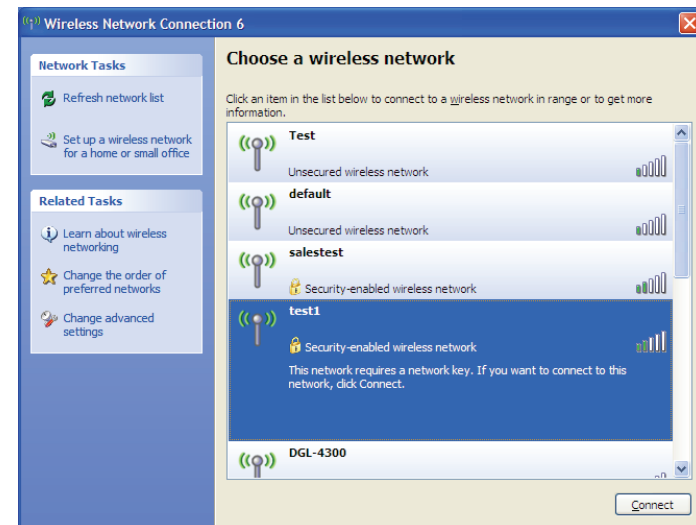 Wireless Network Connection 6
Network Tasks
Refresh network list
Set up a wireless network
for a home or small office
Related Tasks
Learn about wireless
networking
Change the order of
preferred networks
Change advanced
settings
Choose a wireless network
Click an item in the list below to connect to a wireless network in range or to get more
information.
Test
Unsecured wireless network
default
Unsecured wireless network
salestest
Security-enabled wireless network
test1
Security-enabled wireless network
This network requires a network key. If you want to connect to this
network, click Connect.
DGL-4300
Connect